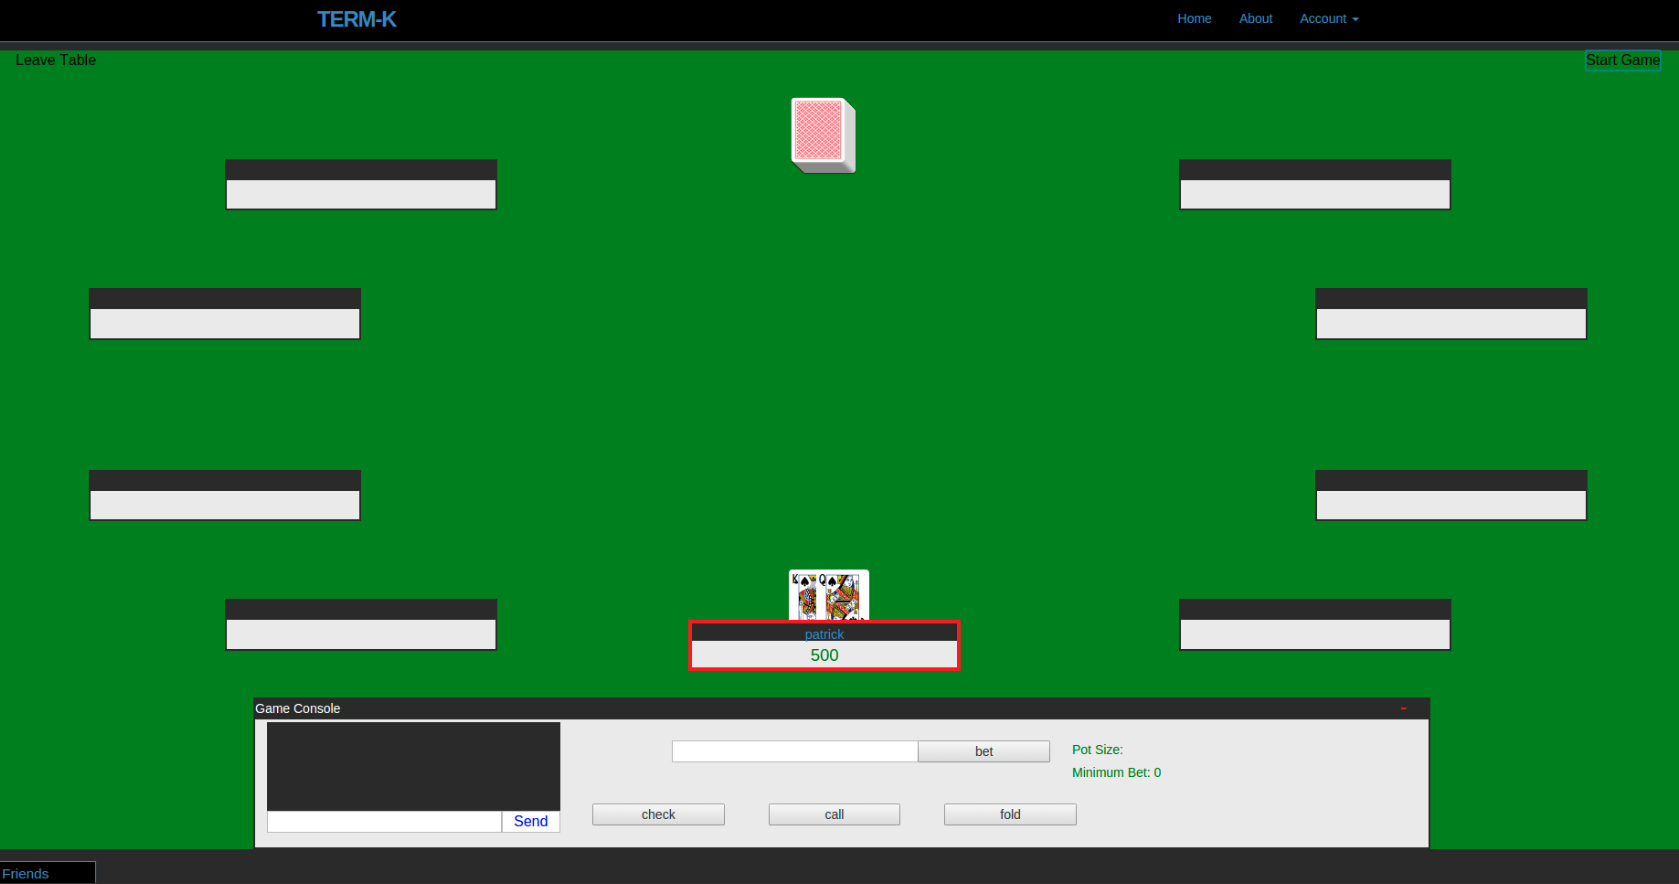 TERM-K
Home
About
Account
Leave Table
Start Game
K
Q
patrick
500
Game Console
-
bet
Pot Size:
Minimum Bet: 0
check
call
fold
Send
Friends